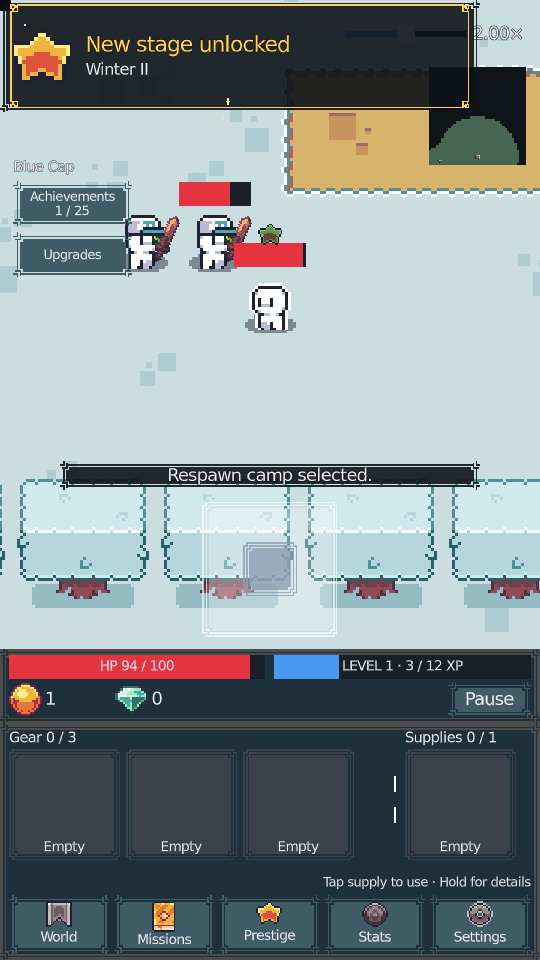 New stage unlocked
Winter II
2.00×
Blue Cap
Achievements
1 / 25
Upgrades
Respawn camp selected.
HP 94 / 100
LEVEL 1 · 3 / 12 XP
1
0
Pause
Gear 0 / 3
Supplies 0 / 1
Empty
Empty
Empty
Empty
Tap supply to use · Hold for details
World
Missions
Prestige
Stats
Settings